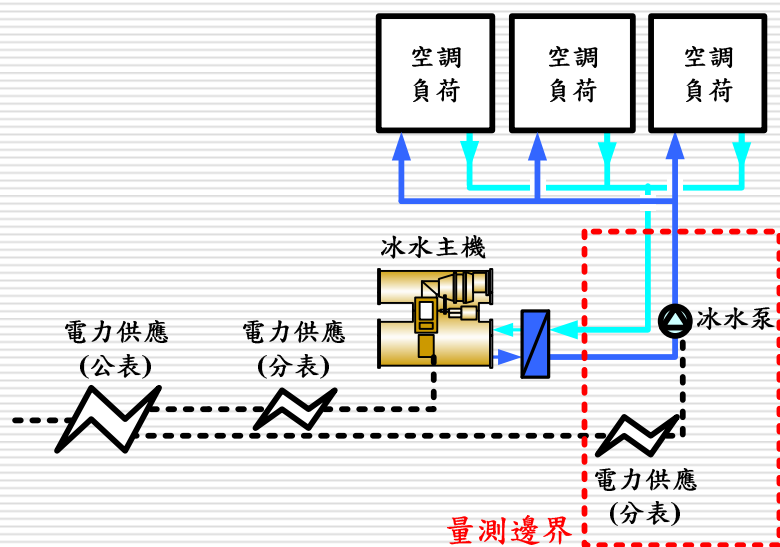 空調
負荷
空調
負荷
空調
負荷
冰水主機
冰水泵
電力供應
(公表)
電力供應
(分表)
電力供應
(分表)
量測邊界